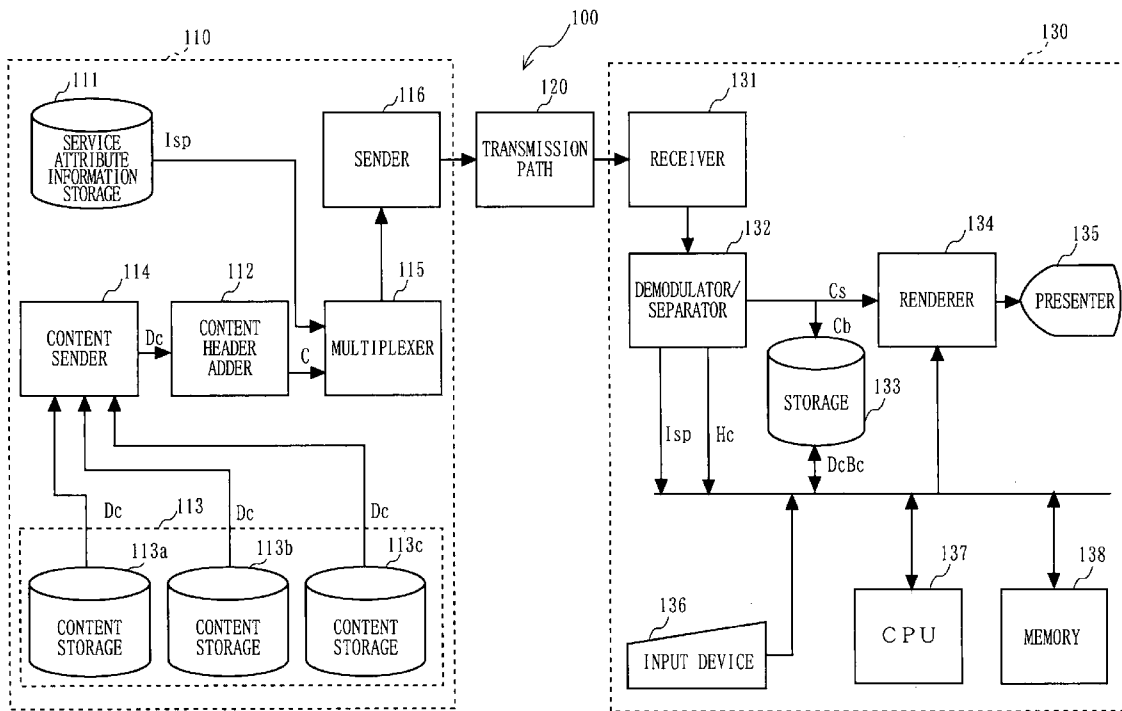 100
110
130
111
SERVICE
ATTRIBUTE
INFORMATION
STORAGE
Isp
116
SENDER
120
TRANSMISSION
PATH
131
RECEIVER
132
DEMODULATOR/
SEPARATOR
134
RENDERER
135
PRESENTER
114
CONTENT
SENDER
Dc
112
CONTENT
HEADER
ADDER
C
115
MULTIPLEXER
Cs
Cb
STORAGE
133
Isp
Hc
DcBc
Dc
113
Dc
Dc
113a
CONTENT
STORAGE
113b
CONTENT
STORAGE
113c
CONTENT
STORAGE
136
INPUT DEVICE
137
CPU
138
MEMORY